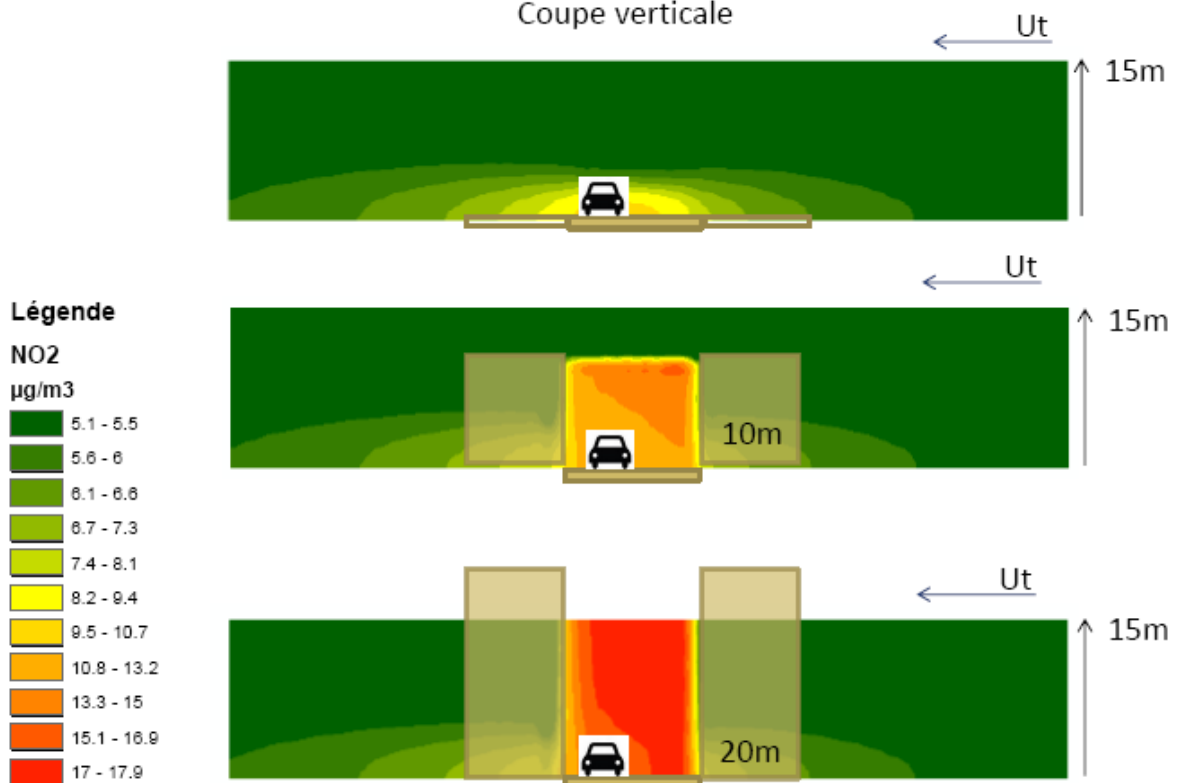 Coupe verticale
Ut
15m
Ut
15m
10m
Ut
15m
20m
Légende
NO2
µg/m3
5.1 - 5.5
5.6 - 6
6.1 - 6.6
6.7 - 7.3
7.4 - 8.1
8.2 - 9.4
9.5 - 10.7
10.8 - 13.2
13.3 - 15
15.1 - 16.9
17 - 17.9